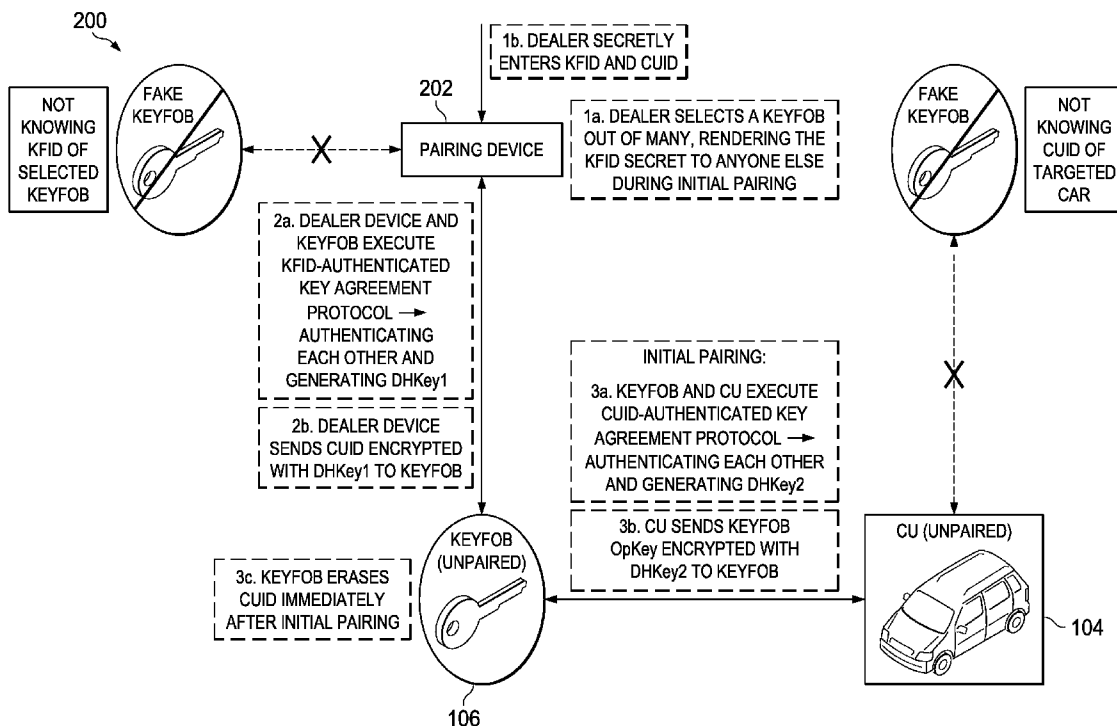 200
1b. DEALER SECRETLY
ENTERS KFID AND CUID
NOT
KNOWING
KFID OF
SELECTED
KEYFOB
FAKE
KEYFOB
202
PAIRING DEVICE
1a. DEALER SELECTS A KEYFOB
OUT OF MANY, RENDERING THE
KFID SECRET TO ANYONE ELSE
DURING INITIAL PAIRING
FAKE
KEYFOB
NOT
KNOWING
CUID OF
TARGETED
CAR
2a. DEALER DEVICE AND
KEYFOB EXECUTE
KFID-AUTHENTICATED
KEY AGREEMENT
PROTOCOL →
AUTHENTICATING
EACH OTHER AND
GENERATING DHKey1
2b. DEALER DEVICE
SENDS CUID ENCRYPTED
WITH DHKey1 TO KEYFOB
INITIAL PAIRING:
3a. KEYFOB AND CU EXECUTE
CUID-AUTHENTICATED KEY
AGREEMENT PROTOCOL →
AUTHENTICATING EACH OTHER
AND GENERATING DHKey2
3b. CU SENDS KEYFOB
OpKey ENCRYPTED WITH
DHKey2 TO KEYFOB
3c. KEYFOB ERASES
CUID IMMEDIATELY
AFTER INITIAL PAIRING
KEYFOB
(UNPAIRED)
106
CU (UNPAIRED)
104